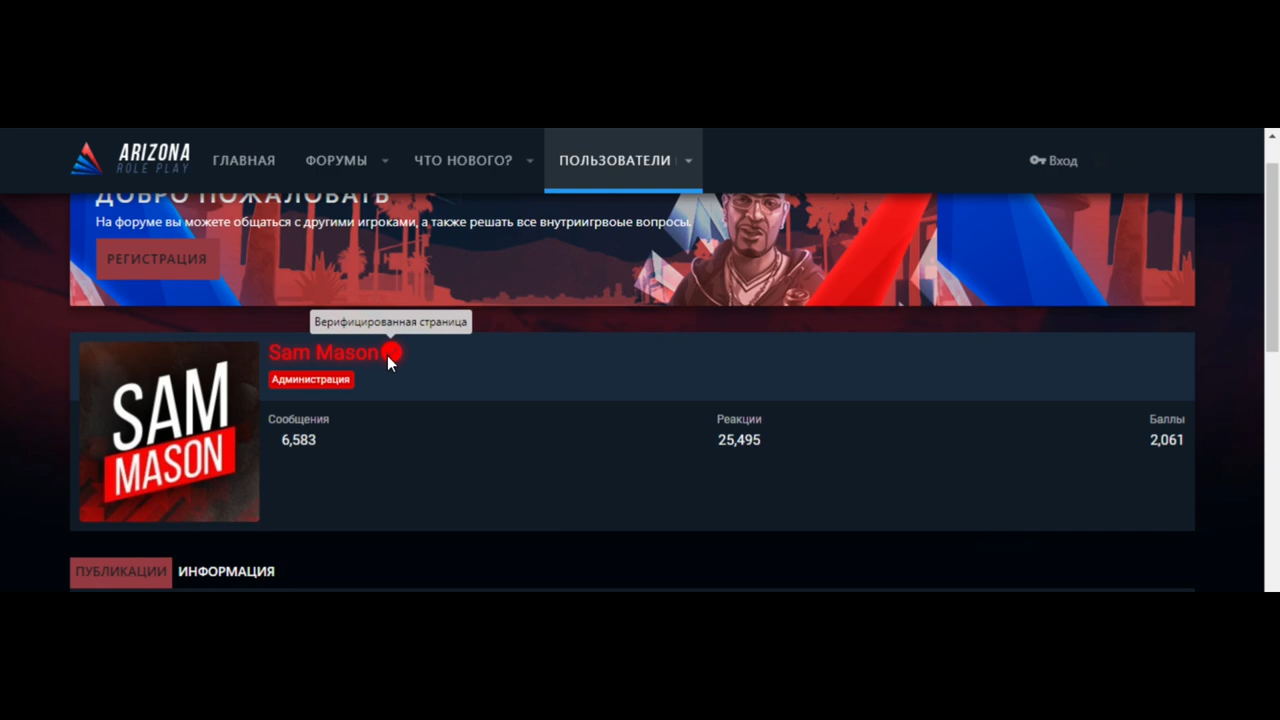 ARIZONA
ROLE PLAY
ГЛАВНАЯ
ФОРУМЫ
ЧТО НОВОГО?
ПОЛЬЗОВАТЕЛИ
Вход
ДОБРО ПОЖАЛОВАТЬ
На форуме вы можете общаться с другими игроками, а также решать все внутриигрвоые вопросы.
РЕГИСТРАЦИЯ
Верифицированная страница
Sam Mason
Администрация
SAM
MASON
Сообщения
6,583
Реакции
25,495
Баллы
2,061
ПУБЛИКАЦИИ
ИНФОРМАЦИЯ